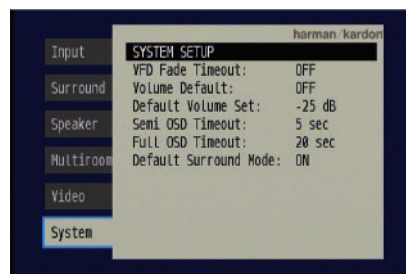 harman/kardon
Input
Surround
Speaker
Multiroom
Video
System
SYSTEM SETUP
VFD Fade Timeout: OFF
Volume Default: OFF
Default Volume Set: -25 dB
Semi OSD Timeout: 5 sec
Full OSD Timeout: 20 sec
Default Surround Mode: ON